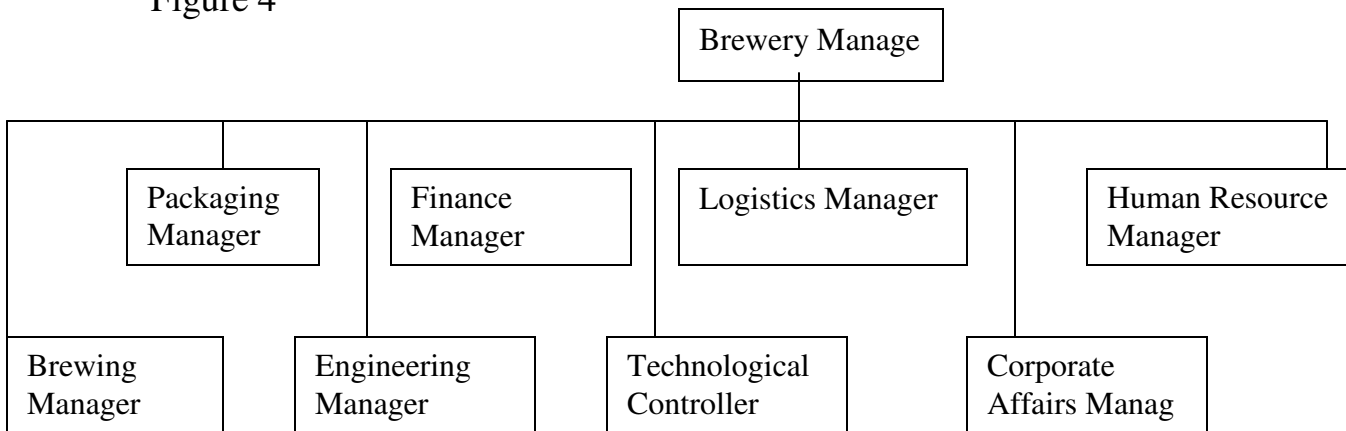 Figure 4
Brewery Manage
Packaging
Manager
Finance
Manager
Logistics Manager
Human Resource
Manager
Brewing
Manager
Engineering
Manager
Technological
Controller
Corporate
Affairs Manag